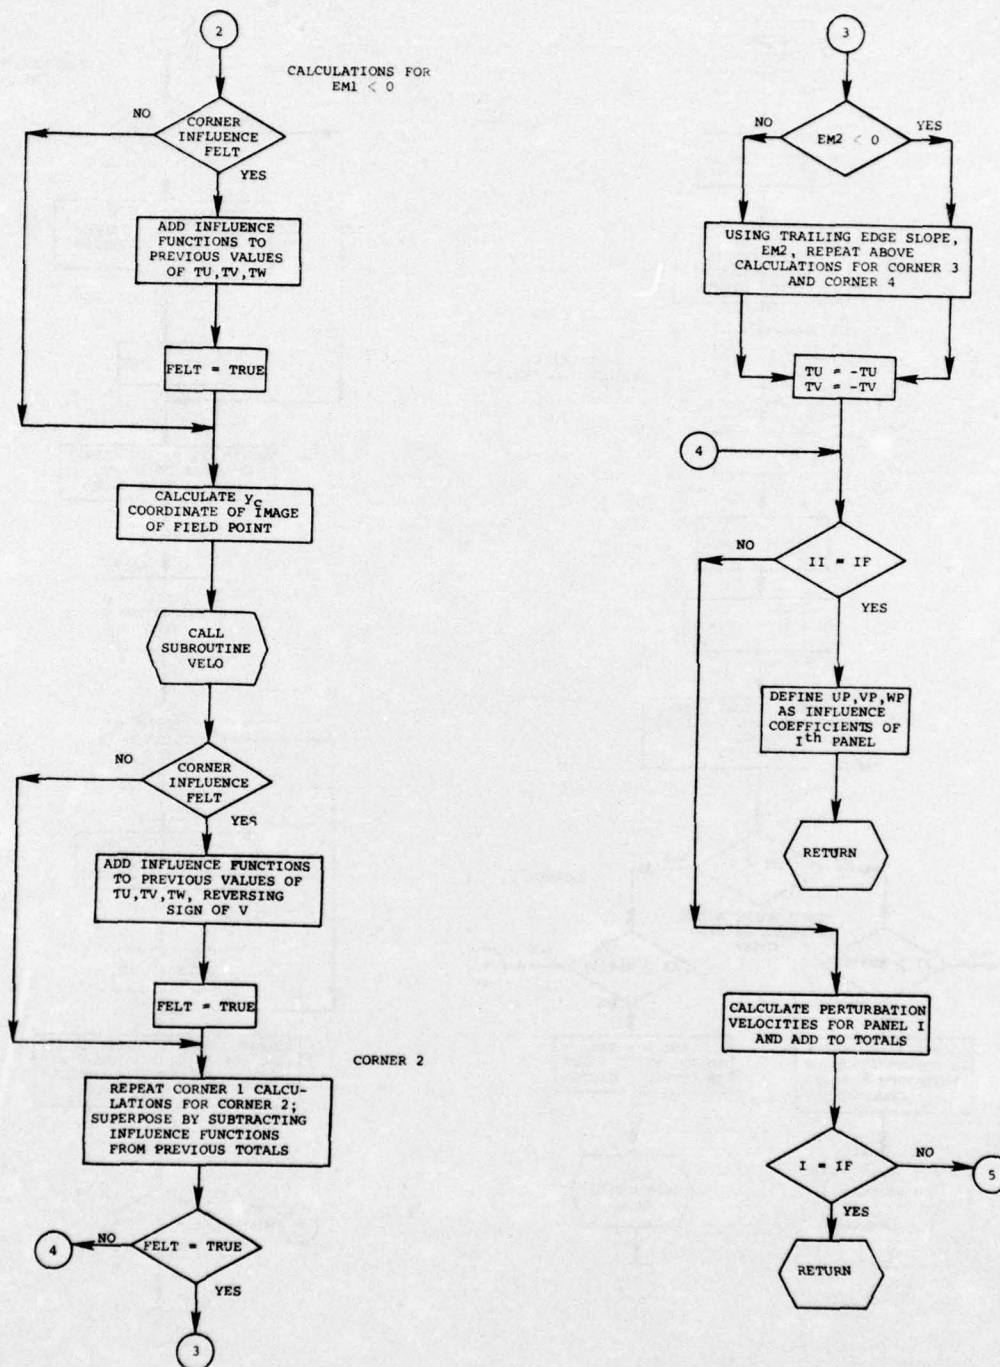 2
CALCULATIONS FOR
EM1 < 0
NO
CORNER
INFLUENCE
FELT
YES
ADD INFLUENCE
FUNCTIONS TO
PREVIOUS VALUES
OF TU,TV,TW
FELT = TRUE
CALCULATE yc
COORDINATE OF IMAGE
OF FIELD POINT
CALL
SUBROUTINE
VELO
NO
CORNER
INFLUENCE
FELT
YES
ADD INFLUENCE FUNCTIONS
TO PREVIOUS VALUES OF
TU,TV,TW, REVERSING
SIGN OF V
FELT = TRUE
CORNER 2
REPEAT CORNER 1 CALCU-
LATIONS FOR CORNER 2;
SUPERPOSE BY SUBTRACTING
INFLUENCE FUNCTIONS
FROM PREVIOUS TOTALS
4
NO
FELT = TRUE
YES
3
3
NO
EM2 < 0
YES
USING TRAILING EDGE SLOPE,
EM2, REPEAT ABOVE
CALCULATIONS FOR CORNER 3
AND CORNER 4
TU = -TU
TV = -TV
4
NO
II = IF
YES
DEFINE UP,VP,WP
AS INFLUENCE
COEFFICIENTS OF
Ith PANEL
RETURN
CALCULATE PERTURBATION
VELOCITIES FOR PANEL I
AND ADD TO TOTALS
I = IF
NO
5
YES
RETURN